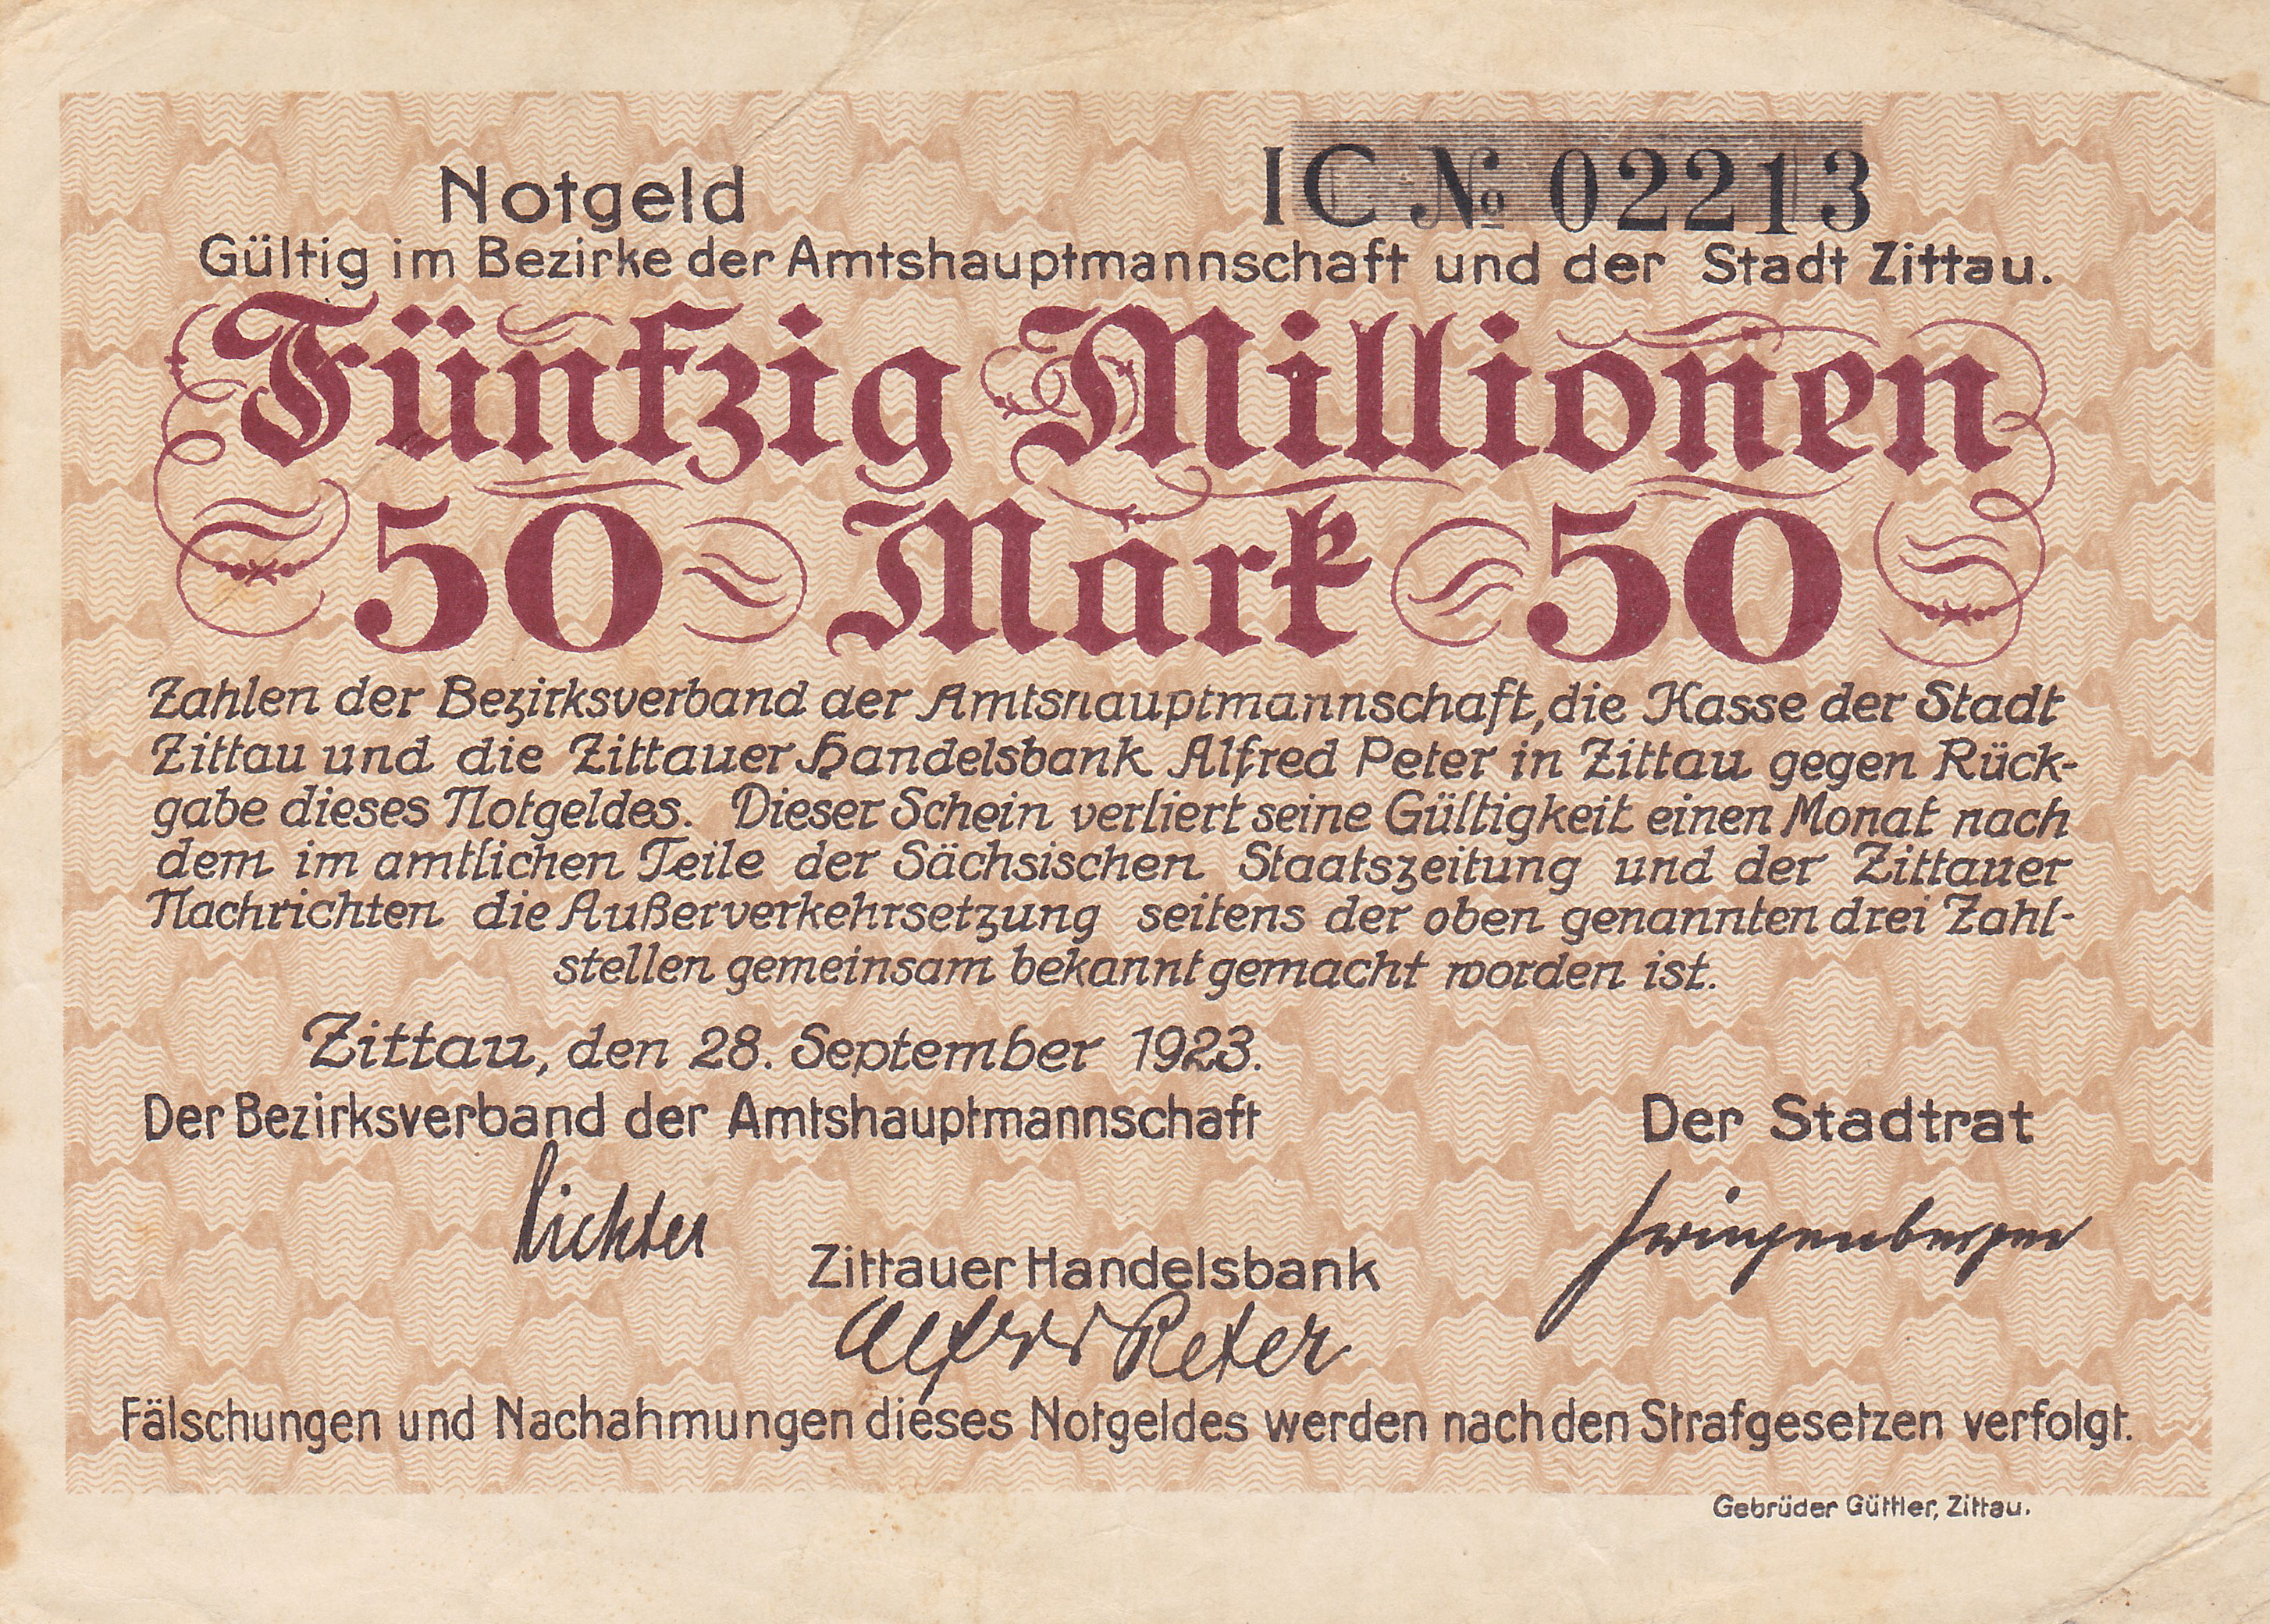 IC № 02213
Notgeld
Gültig im Bezirke der Amtshauptmannschaft und der Stadt Zittau.
Fünfzig Millionen
50 Mark 50
Zahlen der Bezirksverband der Amtshauptmannschaft, die Kasse der Stadt
Zittau und die Zittauer Handelsbank Alfred Peter in Zittau gegen Rück-
gabe dieses Notgeldes. Dieser Schein verliert seine Gültigkeit einen Monat nach
dem im amtlichen Teile der Sächsischen Staatszeitung und der Zittauer
Nachrichten die Außerverkehrsetzung seitens der oben genannten drei Zahl-
stellen gemeinsam bekannt gemacht worden ist.
Zittau, den 28. September 1923.
Der Bezirksverband der Amtshauptmannschaft
Der Stadtrat
Richter
Zwingenberger
Zittauer Handelsbank
Alfred Peter
Fälschungen und Nachahmungen dieses Notgeldes werden nach den Strafgesetzen verfolgt.
Gebrüder Güttler, Zittau.